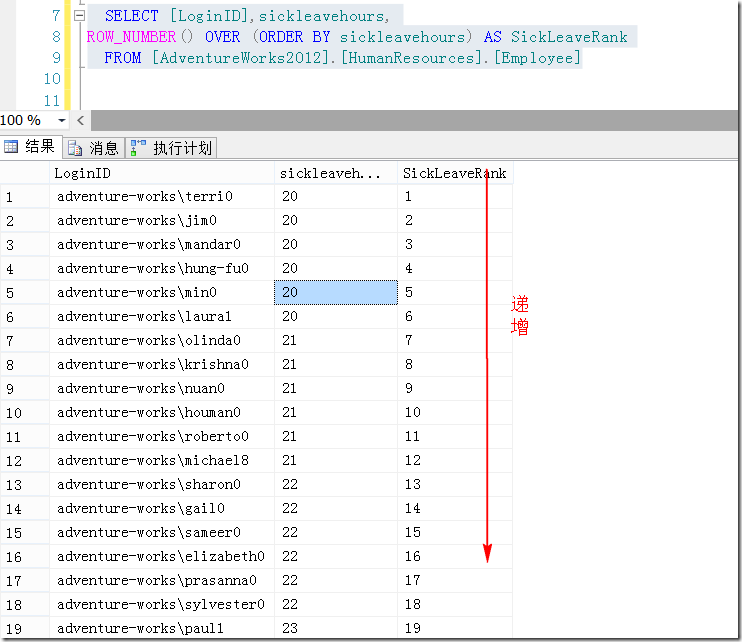 7 SELECT [LoginID],sickleavehours,
8 ROW_NUMBER() OVER (ORDER BY sickleavehours) AS SickLeaveRank
9 FROM [AdventureWorks2012].[HumanResources].[Employee]
10
11
100 %
结果 消息 执行计划
LoginID sickleaveh... SickLeaveRank
1 adventure-works\terri0 20 1
2 adventure-works\jim0 20 2
3 adventure-works\mandar0 20 3
4 adventure-works\hung-fu0 20 4
5 adventure-works\min0 20 5
6 adventure-works\laura1 20 6
7 adventure-works\olinda0 21 7
8 adventure-works\krishna0 21 8
9 adventure-works\nuan0 21 9
10 adventure-works\houman0 21 10
11 adventure-works\roberto0 21 11
12 adventure-works\michael8 21 12
13 adventure-works\sharon0 22 13
14 adventure-works\gail0 22 14
15 adventure-works\sameer0 22 15
16 adventure-works\elizabeth0 22 16
17 adventure-works\prasanna0 22 17
18 adventure-works\sylvester0 22 18
19 adventure-works\paul1 23 19
递
增